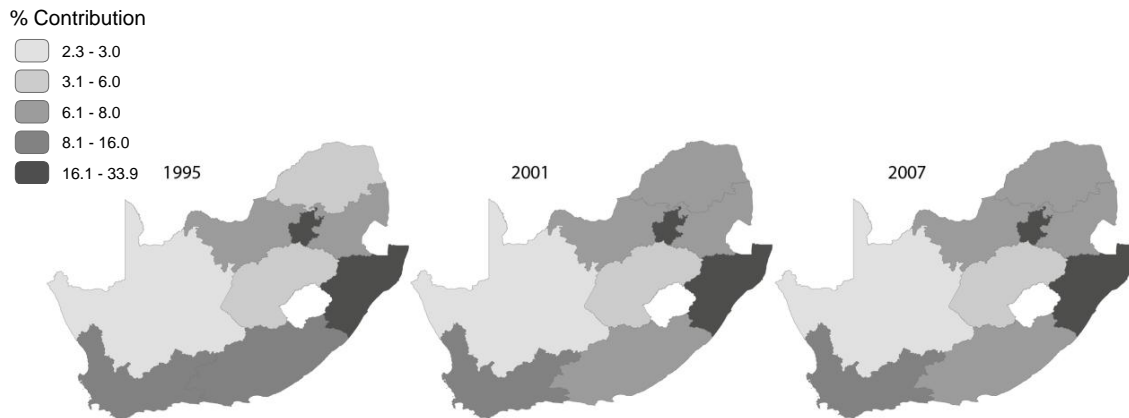 % Contribution
2.3 - 3.0
3.1 - 6.0
6.1 - 8.0
8.1 - 16.0
16.1 - 33.9
1995
2001
2007